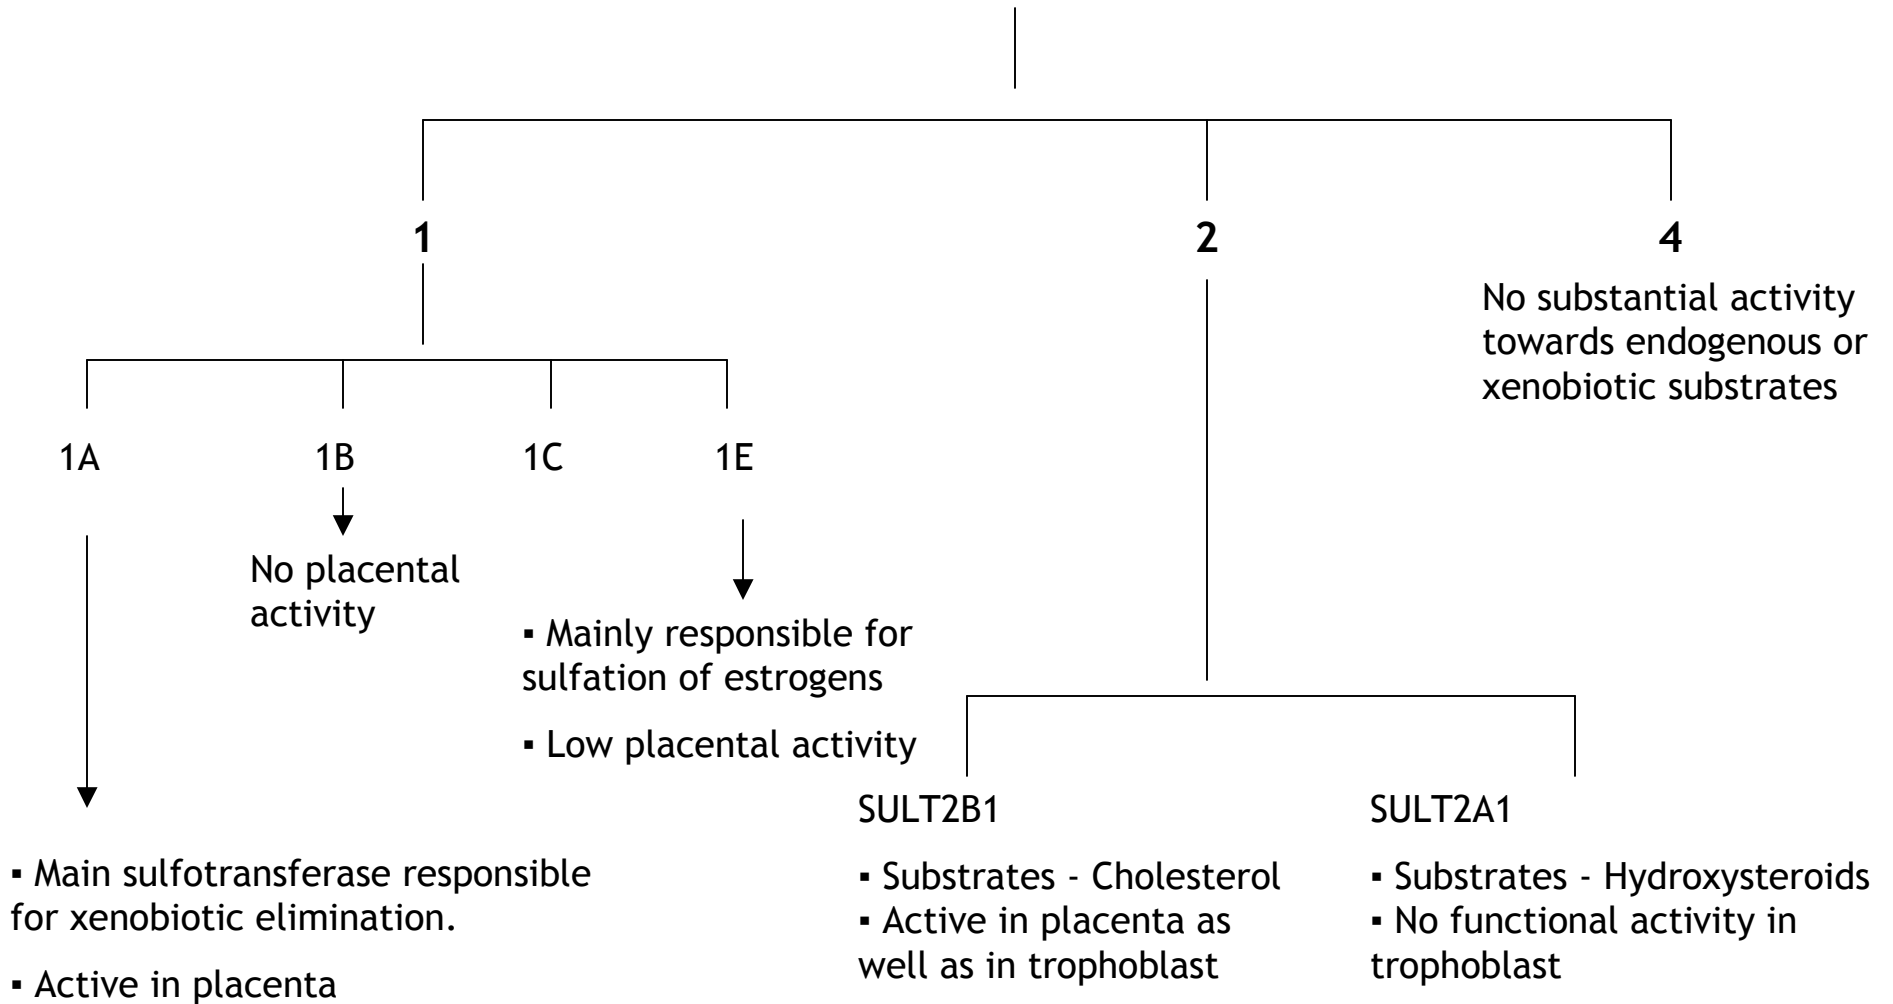 1
2
4
No substantial activity
towards endogenous or
xenobiotic substrates
1A
1B
1C
1E
No placental
activity
▪ Mainly responsible for
sulfation of estrogens
▪ Low placental activity
SULT2B1
▪ Substrates - Cholesterol
▪ Active in placenta as
well as in trophoblast
SULT2A1
▪ Substrates - Hydroxysteroids
▪ No functional activity in
trophoblast
▪ Main sulfotransferase responsible
for xenobiotic elimination.
▪ Active in placenta